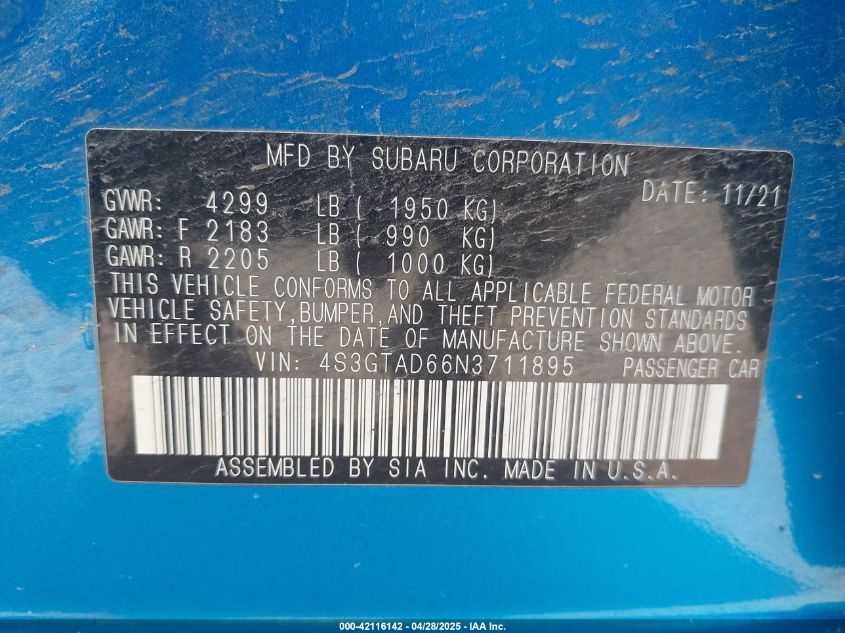 MFD BY SUBARU CORPORATION
DATE: 11/21
GVWR: 4299 LB ( 1950 KG)
GAWR: F 2183 LB ( 990 KG)
GAWR: R 2205 LB ( 1000 KG)
THIS VEHICLE CONFORMS TO ALL APPLICABLE FEDERAL MOTOR
VEHICLE SAFETY, BUMPER, AND THEFT PREVENTION STANDARDS
IN EFFECT ON THE DATE OF MANUFACTURE SHOWN ABOVE.
VIN: 4S3GTAD66N3711895 PASSENGER CAR
ASSEMBLED BY SIA INC. MADE IN U.S.A.
000-42116142 - 04/28/2025 - IAA Inc.